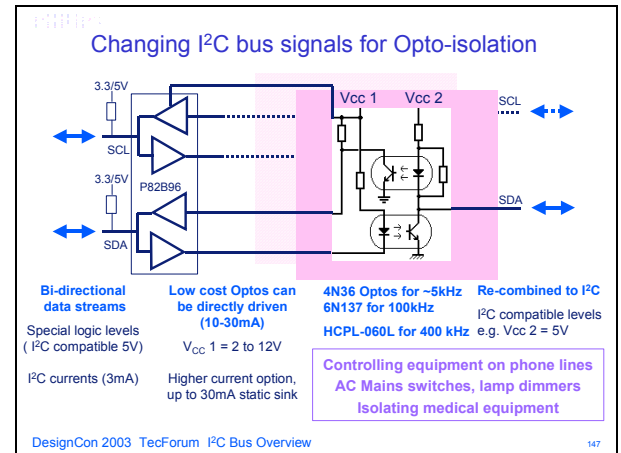 Changing I²C bus signals for Opto-isolation
3.3/5V
Vcc 1
Vcc 2
SCL
SCL
3.3/5V
P82B96
SDA
SDA
Bi-directional
data streams
Special logic levels
( I²C compatible 5V)
I²C currents (3mA)
Low cost Optos can
be directly driven
(10-30mA)
VCC 1 = 2 to 12V
Higher current option,
up to 30mA static sink
4N36 Optos for ~5kHz
6N137 for 100kHz
HCPL-060L for 400 kHz
Re-combined to I²C
I²C compatible levels
e.g. Vcc 2 = 5V
Controlling equipment on phone lines
AC Mains switches, lamp dimmers
Isolating medical equipment
DesignCon 2003 TecForum I²C Bus Overview
147